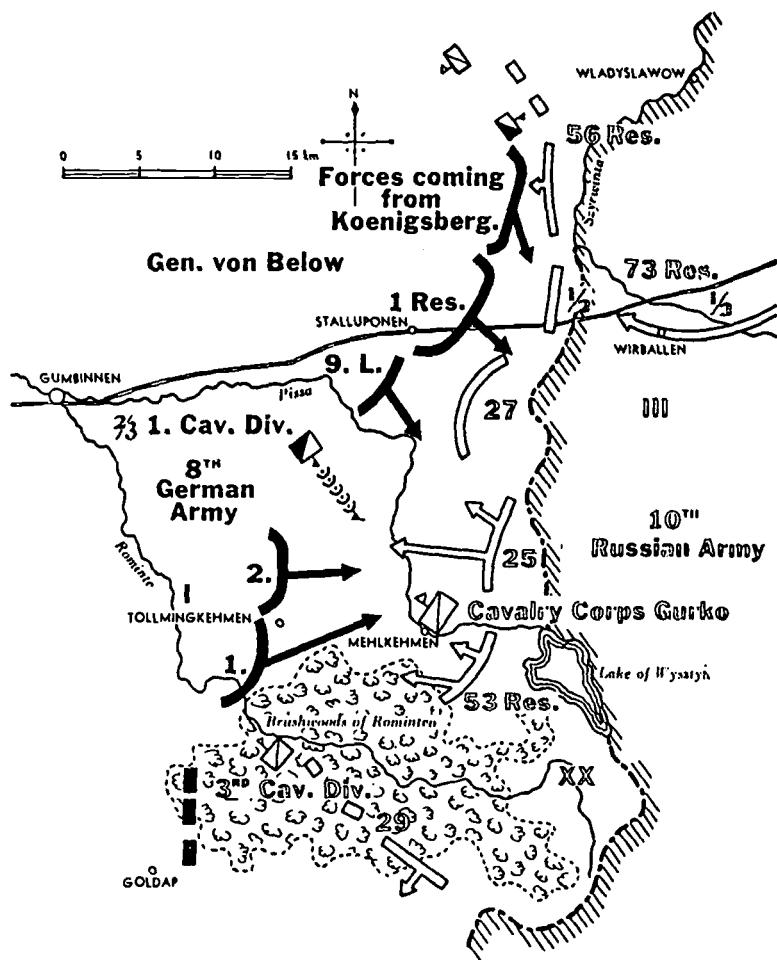 WLADYSLAWOW
N
0 5 10 15 km
56 Res.
Szyrwinta
Forces coming
from
Koenigsberg.
Gen. von Below
73 Res.
1 Res.
1/2
1/3
STALLUPONEN
WIRBALLEN
9. L.
GUMBINNEN
Pissa
27
III
2/3 1. Cav. Div.
8TH
German
Army
10TH
Russian Army
Rominte
25
2.
I
Cavalry Corps Gurko
TOLLMINGKEHMEN
MEHLKEHMEN
1.
Lake of Wysztyn
53 Res.
Brushwoods of Rominten
XX
3RD Cav. Div.
29
GOLDAP